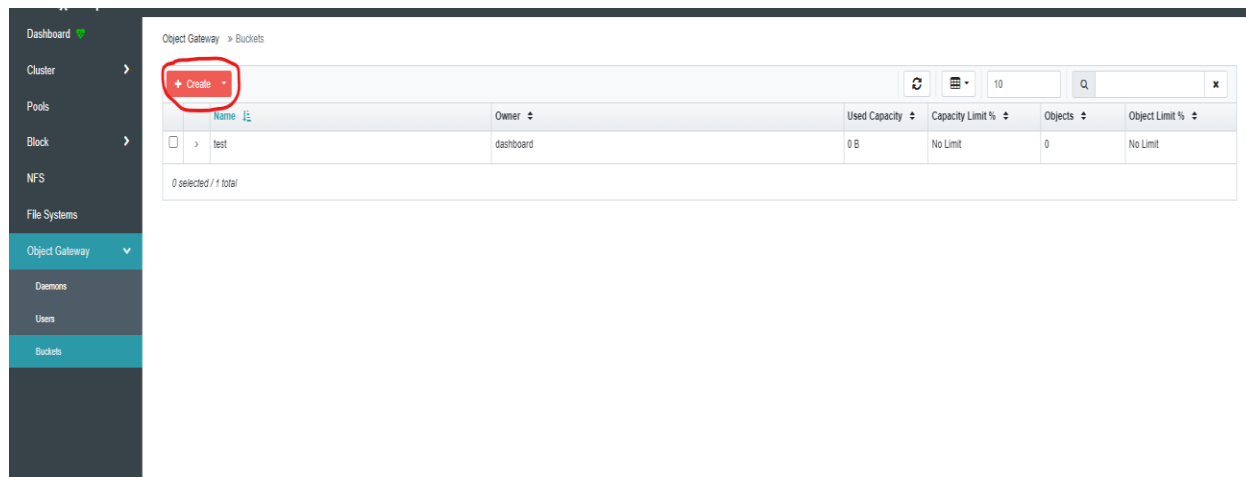 Dashboard
Object Gateway » Buckets
Cluster
+ Create
10
Pools
Name Owner Used Capacity Capacity Limit % Objects Object Limit %
Block
test dashboard 0 B No Limit 0 No Limit
NFS
0 selected / 1 total
File Systems
Object Gateway
Daemons
Users
Buckets